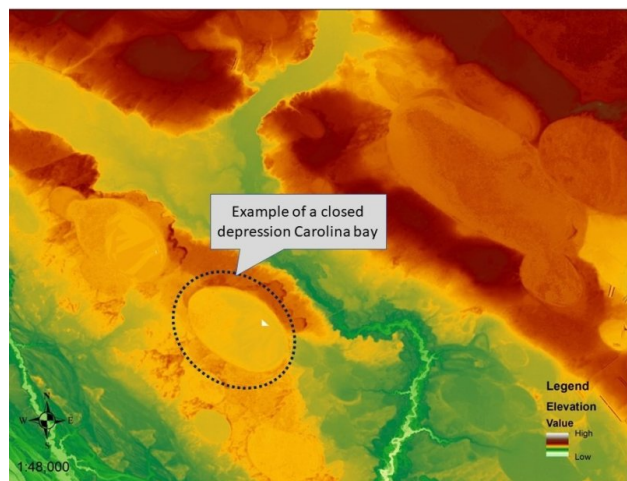 Example of a closed
depression Carolina bay
Legend
Elevation
Value
High
Low
N
W
E
S
1:48,000